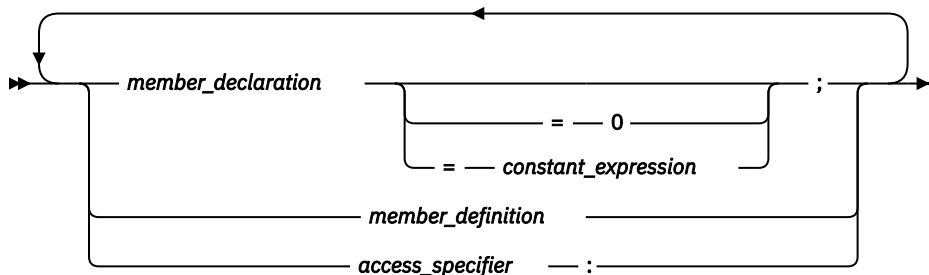 member_declaration ;
= 0
= constant_expression
member_definition
access_specifier :